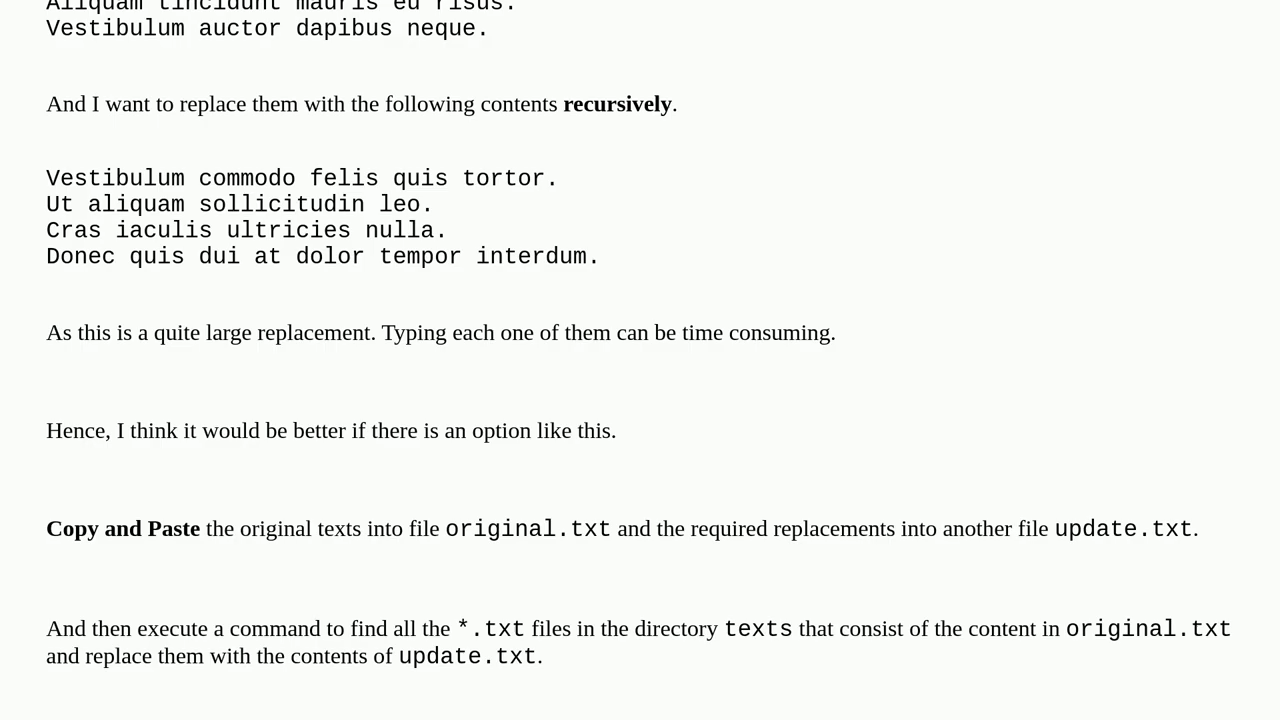 Aliquam tincidunt mauris eu risus.
Vestibulum auctor dapibus neque.
And I want to replace them with the following contents recursively.
Vestibulum commodo felis quis tortor.
Ut aliquam sollicitudin leo.
Cras iaculis ultricies nulla.
Donec quis dui at dolor tempor interdum.
As this is a quite large replacement. Typing each one of them can be time consuming.
Hence, I think it would be better if there is an option like this.
Copy and Paste the original texts into file original.txt and the required replacements into another file update.txt.
And then execute a command to find all the *.txt files in the directory texts that consist of the content in original.txt
and replace them with the contents of update.txt.